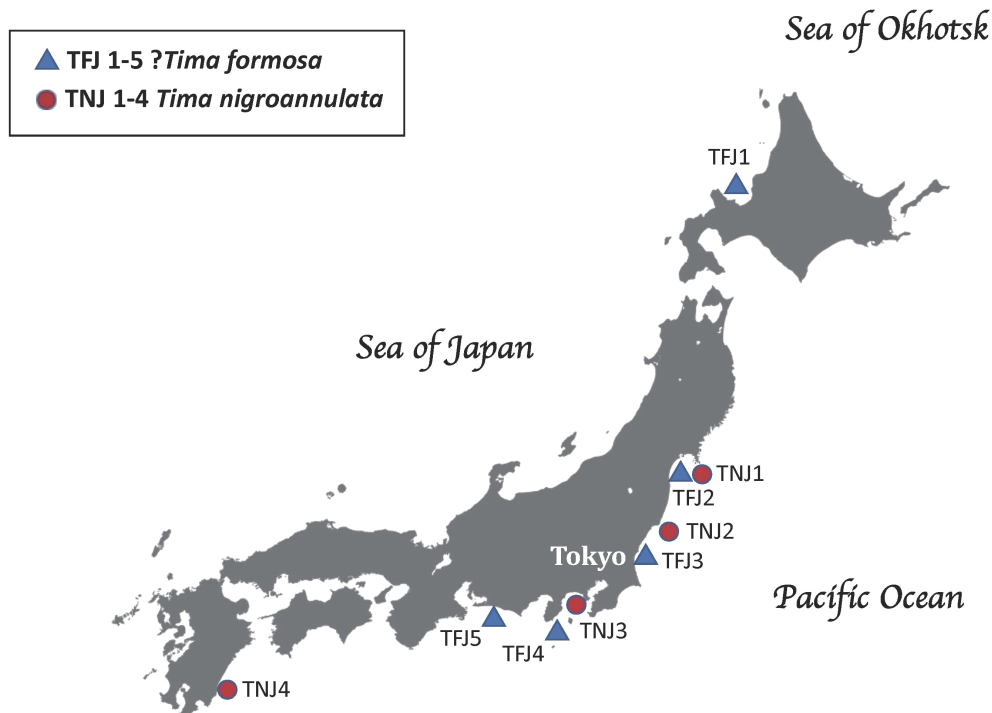 Sea of Okhotsk
TFJ 1-5 ?Tima formosa
TNJ 1-4 Tima nigroannulata
TFJ1
Sea of Japan
TNJ1
TFJ2
TNJ2
Tokyo
TFJ3
Pacific Ocean
TNJ3
TFJ5
TFJ4
TNJ4